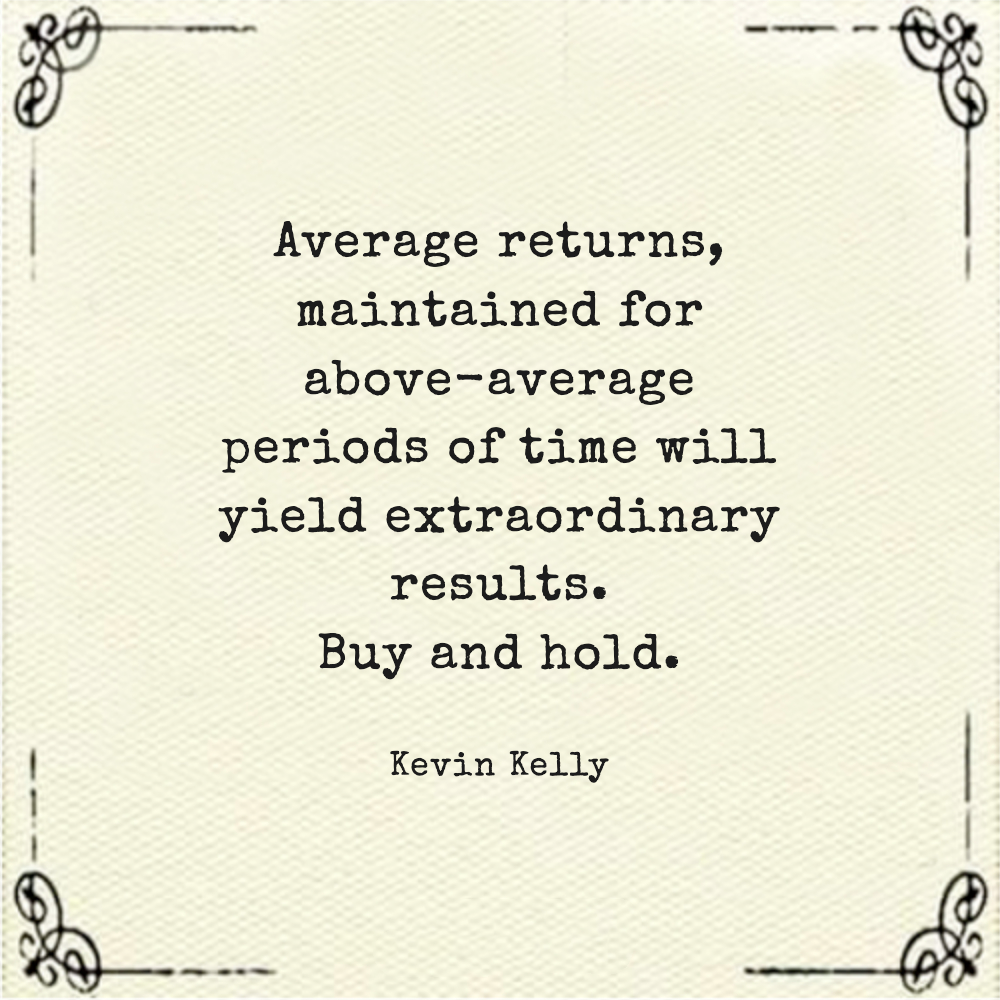 Average returns,
maintained for
above-average
periods of time will
yield extraordinary
results.
Buy and hold.
Kevin Kelly